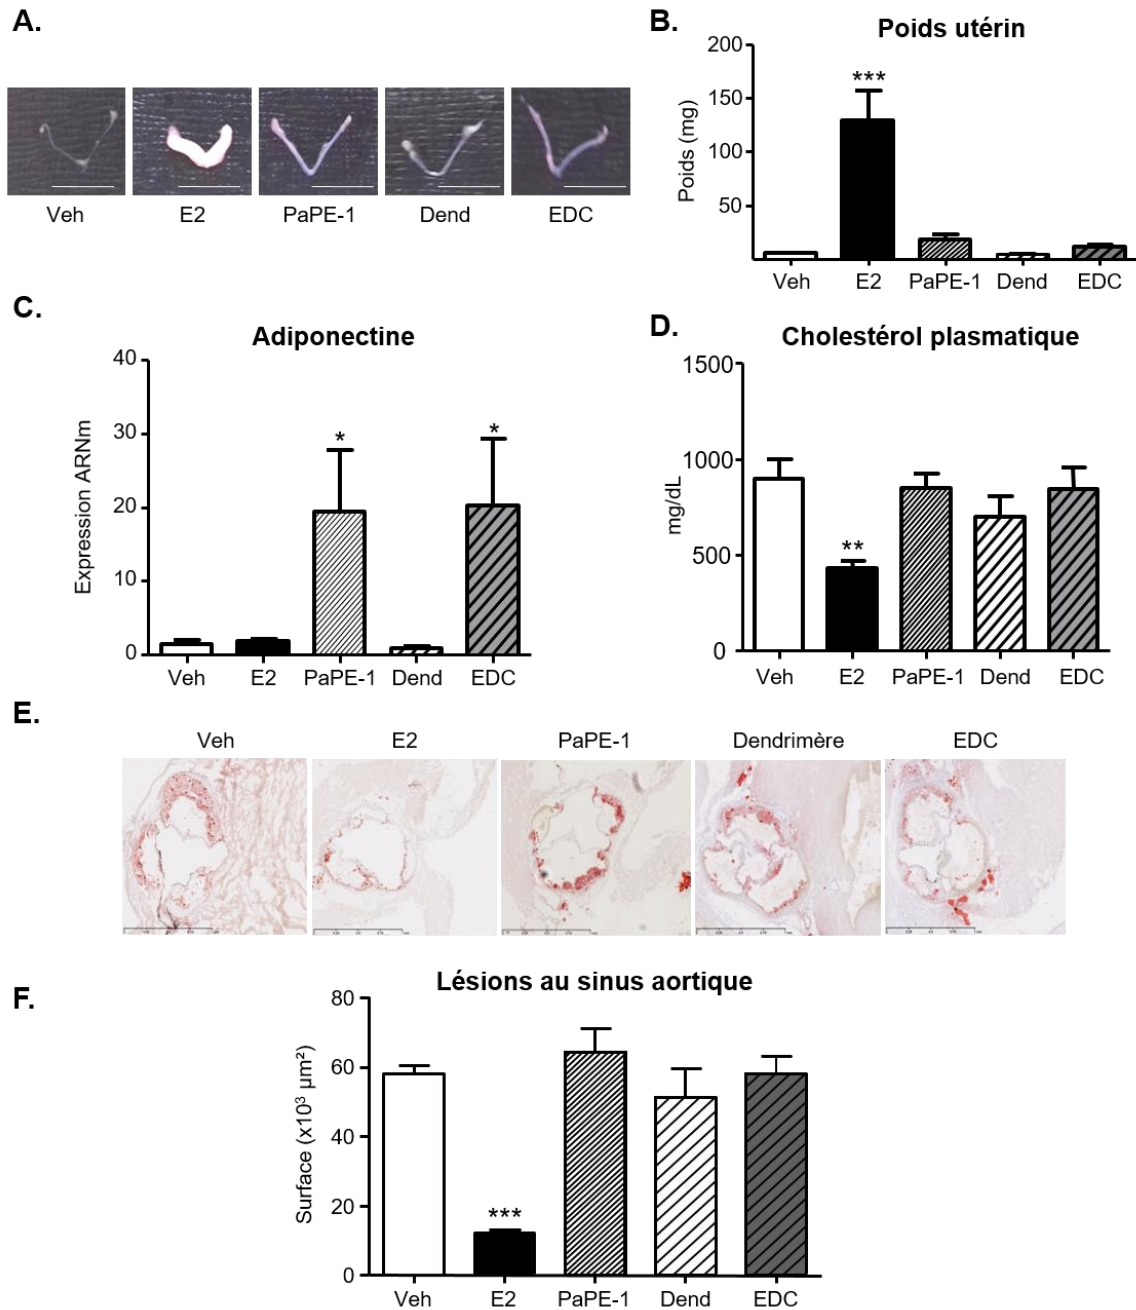 A.
Veh E2 PaPE-1 Dend EDC
B.
Poids utérin
Poids (mg)
200
150
100
50
***
Veh E2 PaPE-1 Dend EDC
C.
Adiponectine
Expression ARNm
40
30
20
10
0
* *
Veh E2 PaPE-1 Dend EDC
D.
Cholestérol plasmatique
mg/dL
1500
1000
500
0
**
Veh E2 PaPE-1 Dend EDC
E.
Veh E2 PaPE-1 Dendrimère EDC
F.
Lésions au sinus aortique
Surface (x10³ µm²)
80
60
40
20
0
***
Veh E2 PaPE-1 Dend EDC